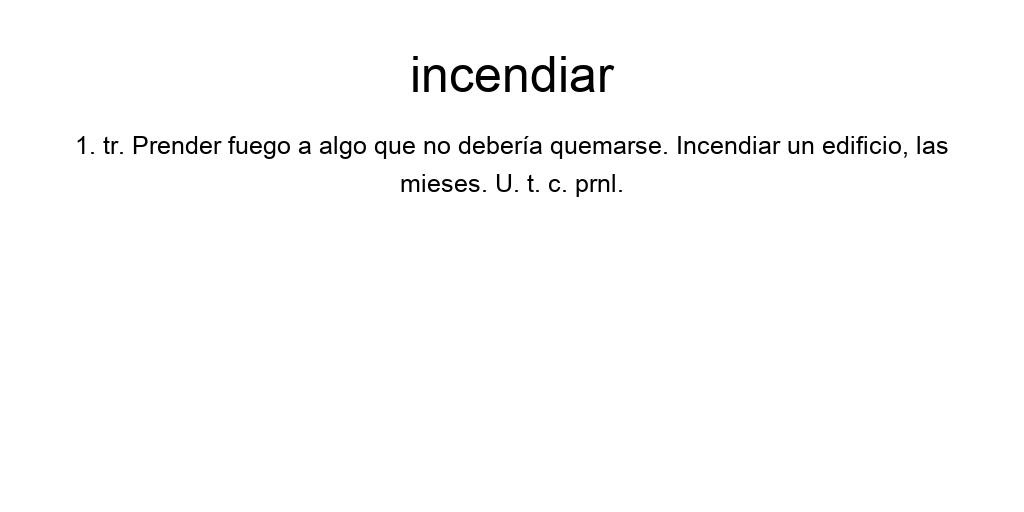 incendiar
1. tr. Prender fuego a algo que no debería quemarse. Incendiar un edificio, las
mieses. U. t. c. prnl.